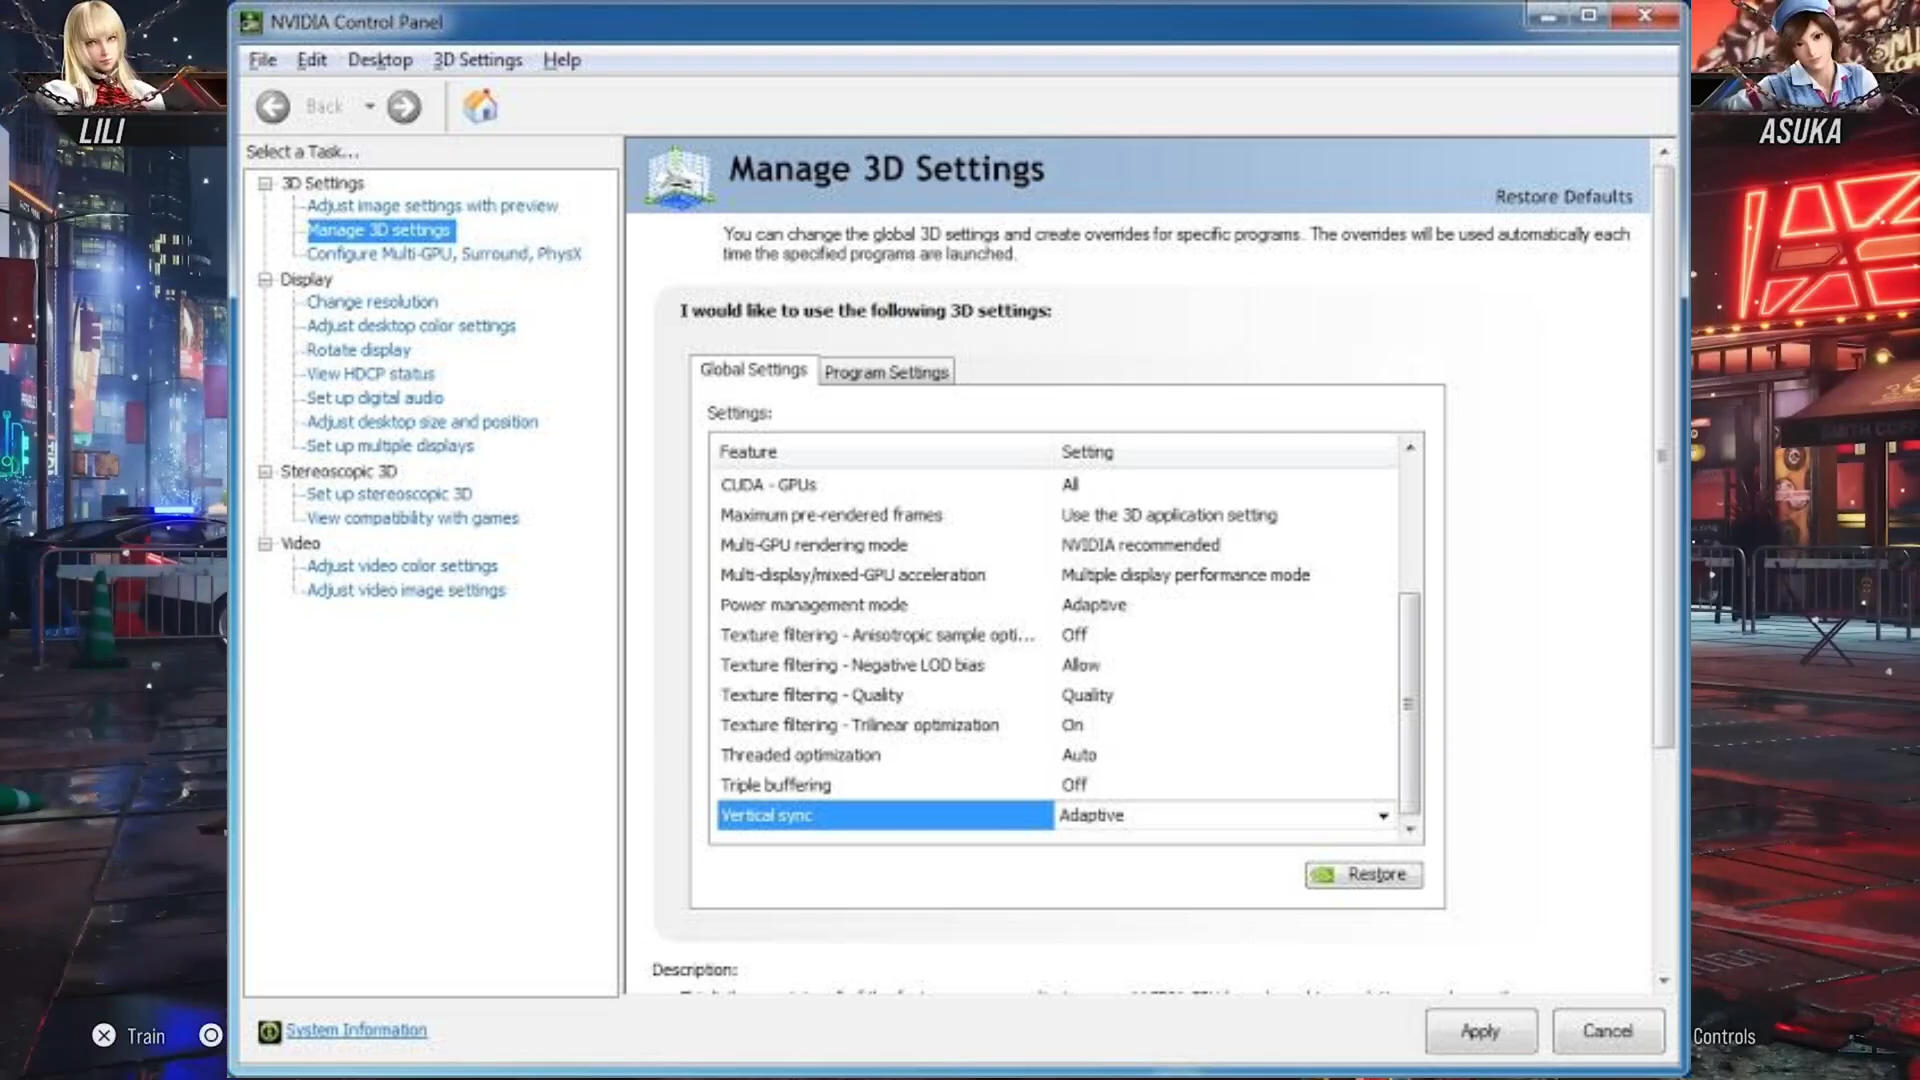 NVIDIA Control Panel
File Edit Desktop 3D Settings Help
Back
LILI
ASUKA
Select a Task...
3D Settings
Adjust image settings with preview
Manage 3D settings
Configure Multi-GPU, Surround, PhysX
Display
Change resolution
Adjust desktop color settings
Rotate display
View HDCP status
Set up digital audio
Adjust desktop size and position
Set up multiple displays
Stereoscopic 3D
Set up stereoscopic 3D
View compatibility with games
Video
Adjust video color settings
Adjust video image settings
Manage 3D Settings
Restore Defaults
You can change the global 3D settings and create overrides for specific programs. The overrides will be used automatically each
time the specified programs are launched.
I would like to use the following 3D settings:
Global Settings Program Settings
Settings:
Feature Setting
CUDA - GPUs All
Maximum pre-rendered frames Use the 3D application setting
Multi-GPU rendering mode NVIDIA recommended
Multi-display/mixed-GPU acceleration Multiple display performance mode
Power management mode Adaptive
Texture filtering - Anisotropic sample opti... Off
Texture filtering - Negative LOD bias Allow
Texture filtering - Quality Quality
Texture filtering - Trilinear optimization On
Threaded optimization Auto
Triple buffering Off
Vertical sync Adaptive
Restore
Description:
System Information
Apply Cancel
Train
Controls